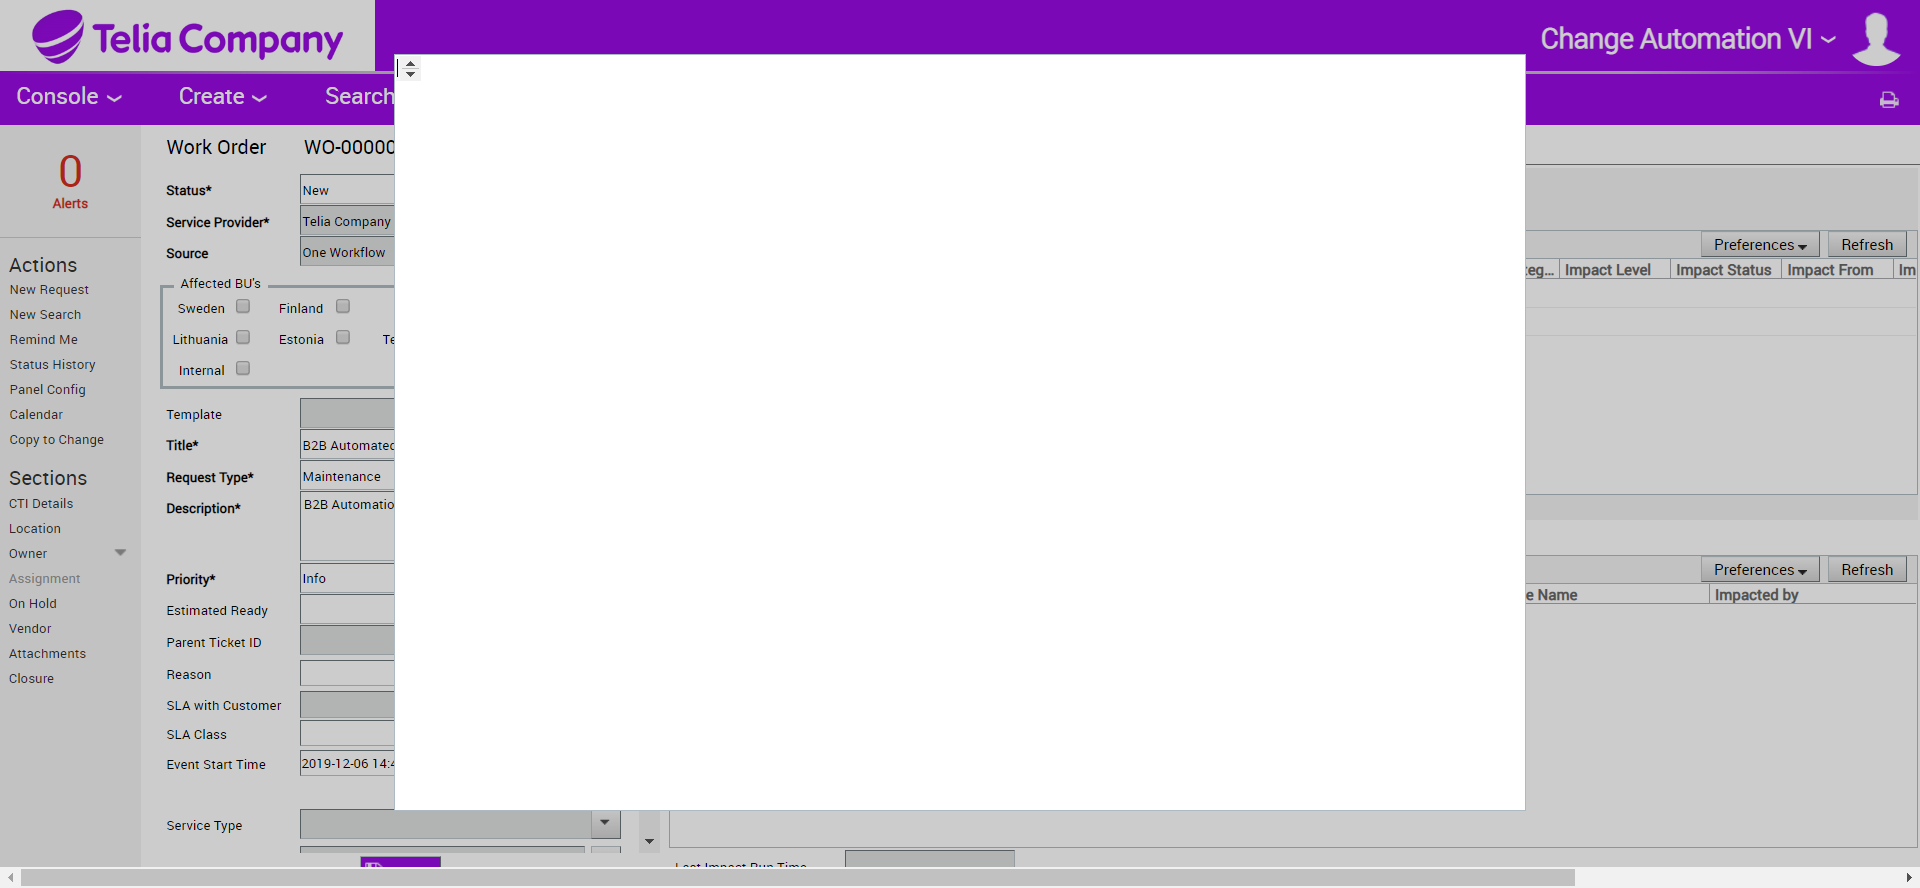 Telia Company
Change Automation VI
Console
Create
Search
0
Alerts
Actions
New Request
New Search
Remind Me
Status History
Panel Config
Calendar
Copy to Change
Sections
CTI Details
Location
Owner
Assignment
On Hold
Vendor
Attachments
Closure
Work Order WO-00000
Status* New
Service Provider* Telia Company
Source One Workflow
Affected BU's
Sweden Finland
Lithuania Estonia Te
Internal
Template
Title* B2B Automated
Request Type* Maintenance
Description* B2B Automatio
Priority* Info
Estimated Ready
Parent Ticket ID
Reason
SLA with Customer
SLA Class
Event Start Time 2019-12-06 14:4
Service Type
Preferences Refresh
teg... Impact Level Impact Status Impact From Im
Preferences Refresh
e Name Impacted by
Last Impact Run Time